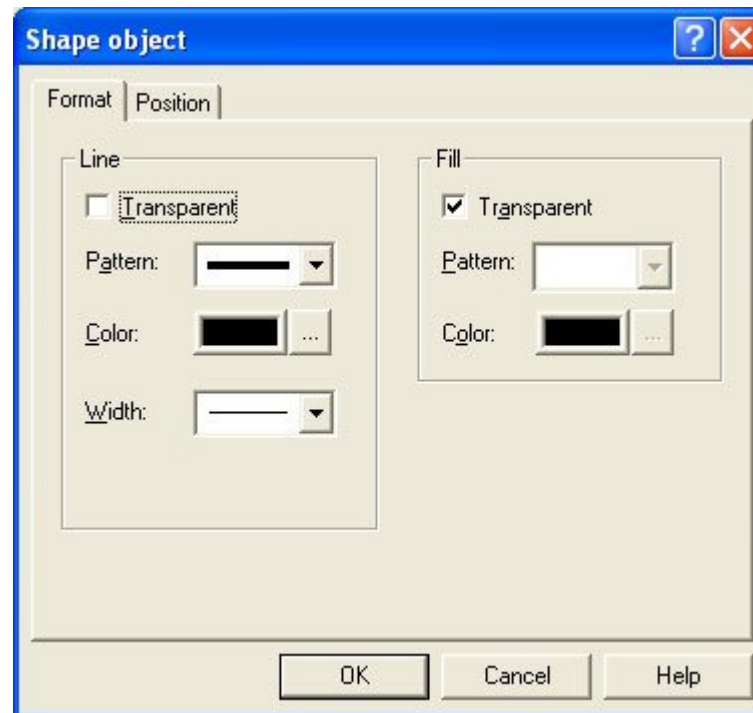 Shape object
Format Position
Line
Transparent
Pattern:
Color:
...
Width:
Fill
Transparent
Pattern:
Color:
...
OK Cancel Help